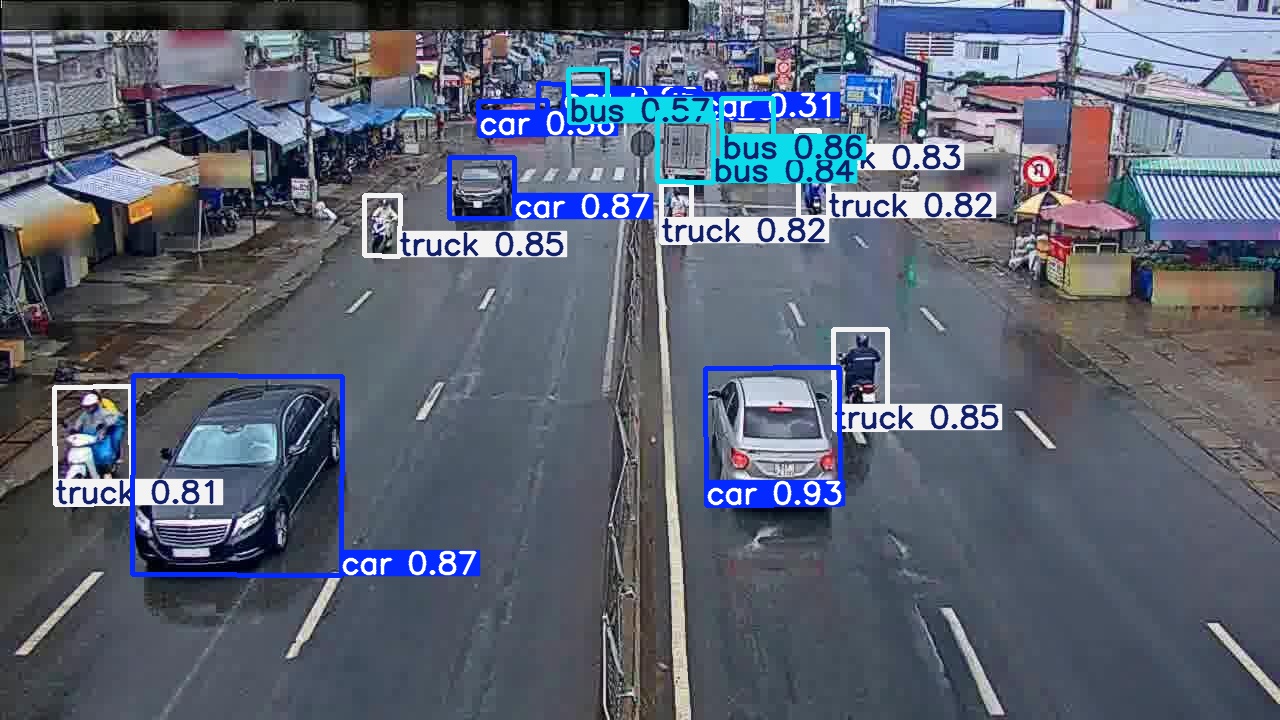 bus 0.57
car 0.31
car 0.56
bus 0.86
k 0.83
bus 0.84
car 0.87
truck 0.82
truck 0.82
truck 0.85
truck 0.85
truck 0.81
car 0.93
car 0.87